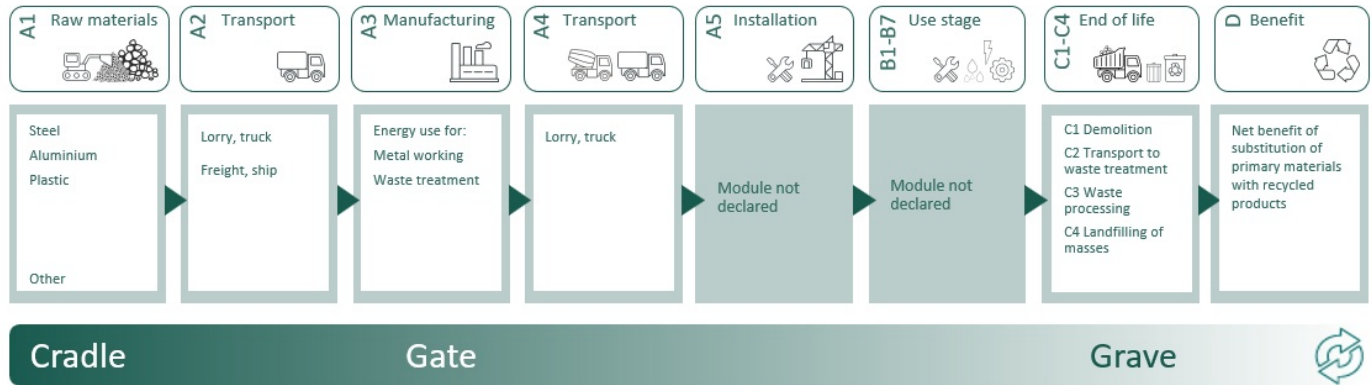 A1 Raw materials
A2 Transport
A3 Manufacturing
A4 Transport
A5 Installation
B1-B7 Use stage
C1-C4 End of life
D Benefit
Steel
Aluminium
Plastic
Other
Lorry, truck
Freight, ship
Energy use for:
Metal working
Waste treatment
Lorry, truck
Module not
declared
Module not
declared
C1 Demolition
C2 Transport to
waste treatment
C3 Waste
processing
C4 Landfilling of
masses
Net benefit of
substitution of
primary materials
with recycled
products
Cradle
Gate
Grave